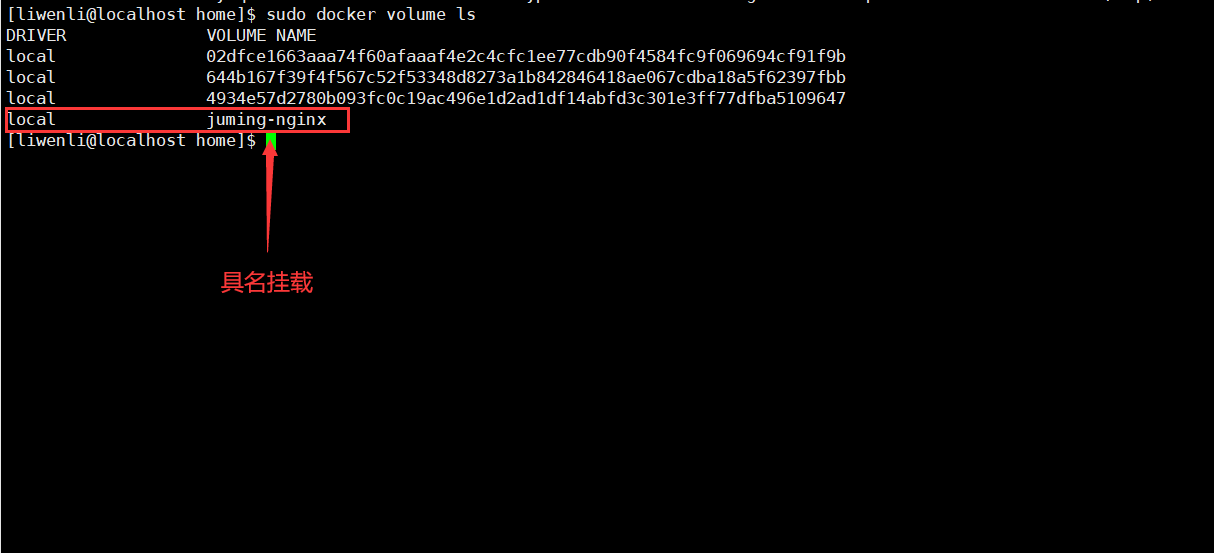 [liwenli@localhost home]$ sudo docker volume ls
DRIVER              VOLUME NAME
local               02dfce1663aaa74f60afaaaf4e2c4cfc1ee77cdb90f4584fc9f069694cf91f9b
local               644b167f39f4f567c52f53348d8273a1b842846418ae067cdba18a5f62397fbb
local               4934e57d2780b093fc0c19ac496e1d2ad1df14abfd3c301e3ff77dfba5109647
local               juming-nginx
[liwenli@localhost home]$
具名挂载